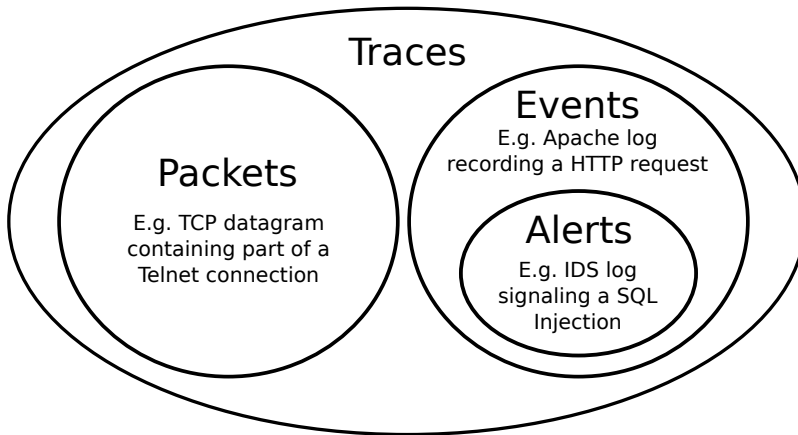 Traces
Packets
E.g. TCP datagram
containing part of a
Telnet connection
Events
E.g. Apache log
recording a HTTP request
Alerts
E.g. IDS log
signaling a SQL
Injection